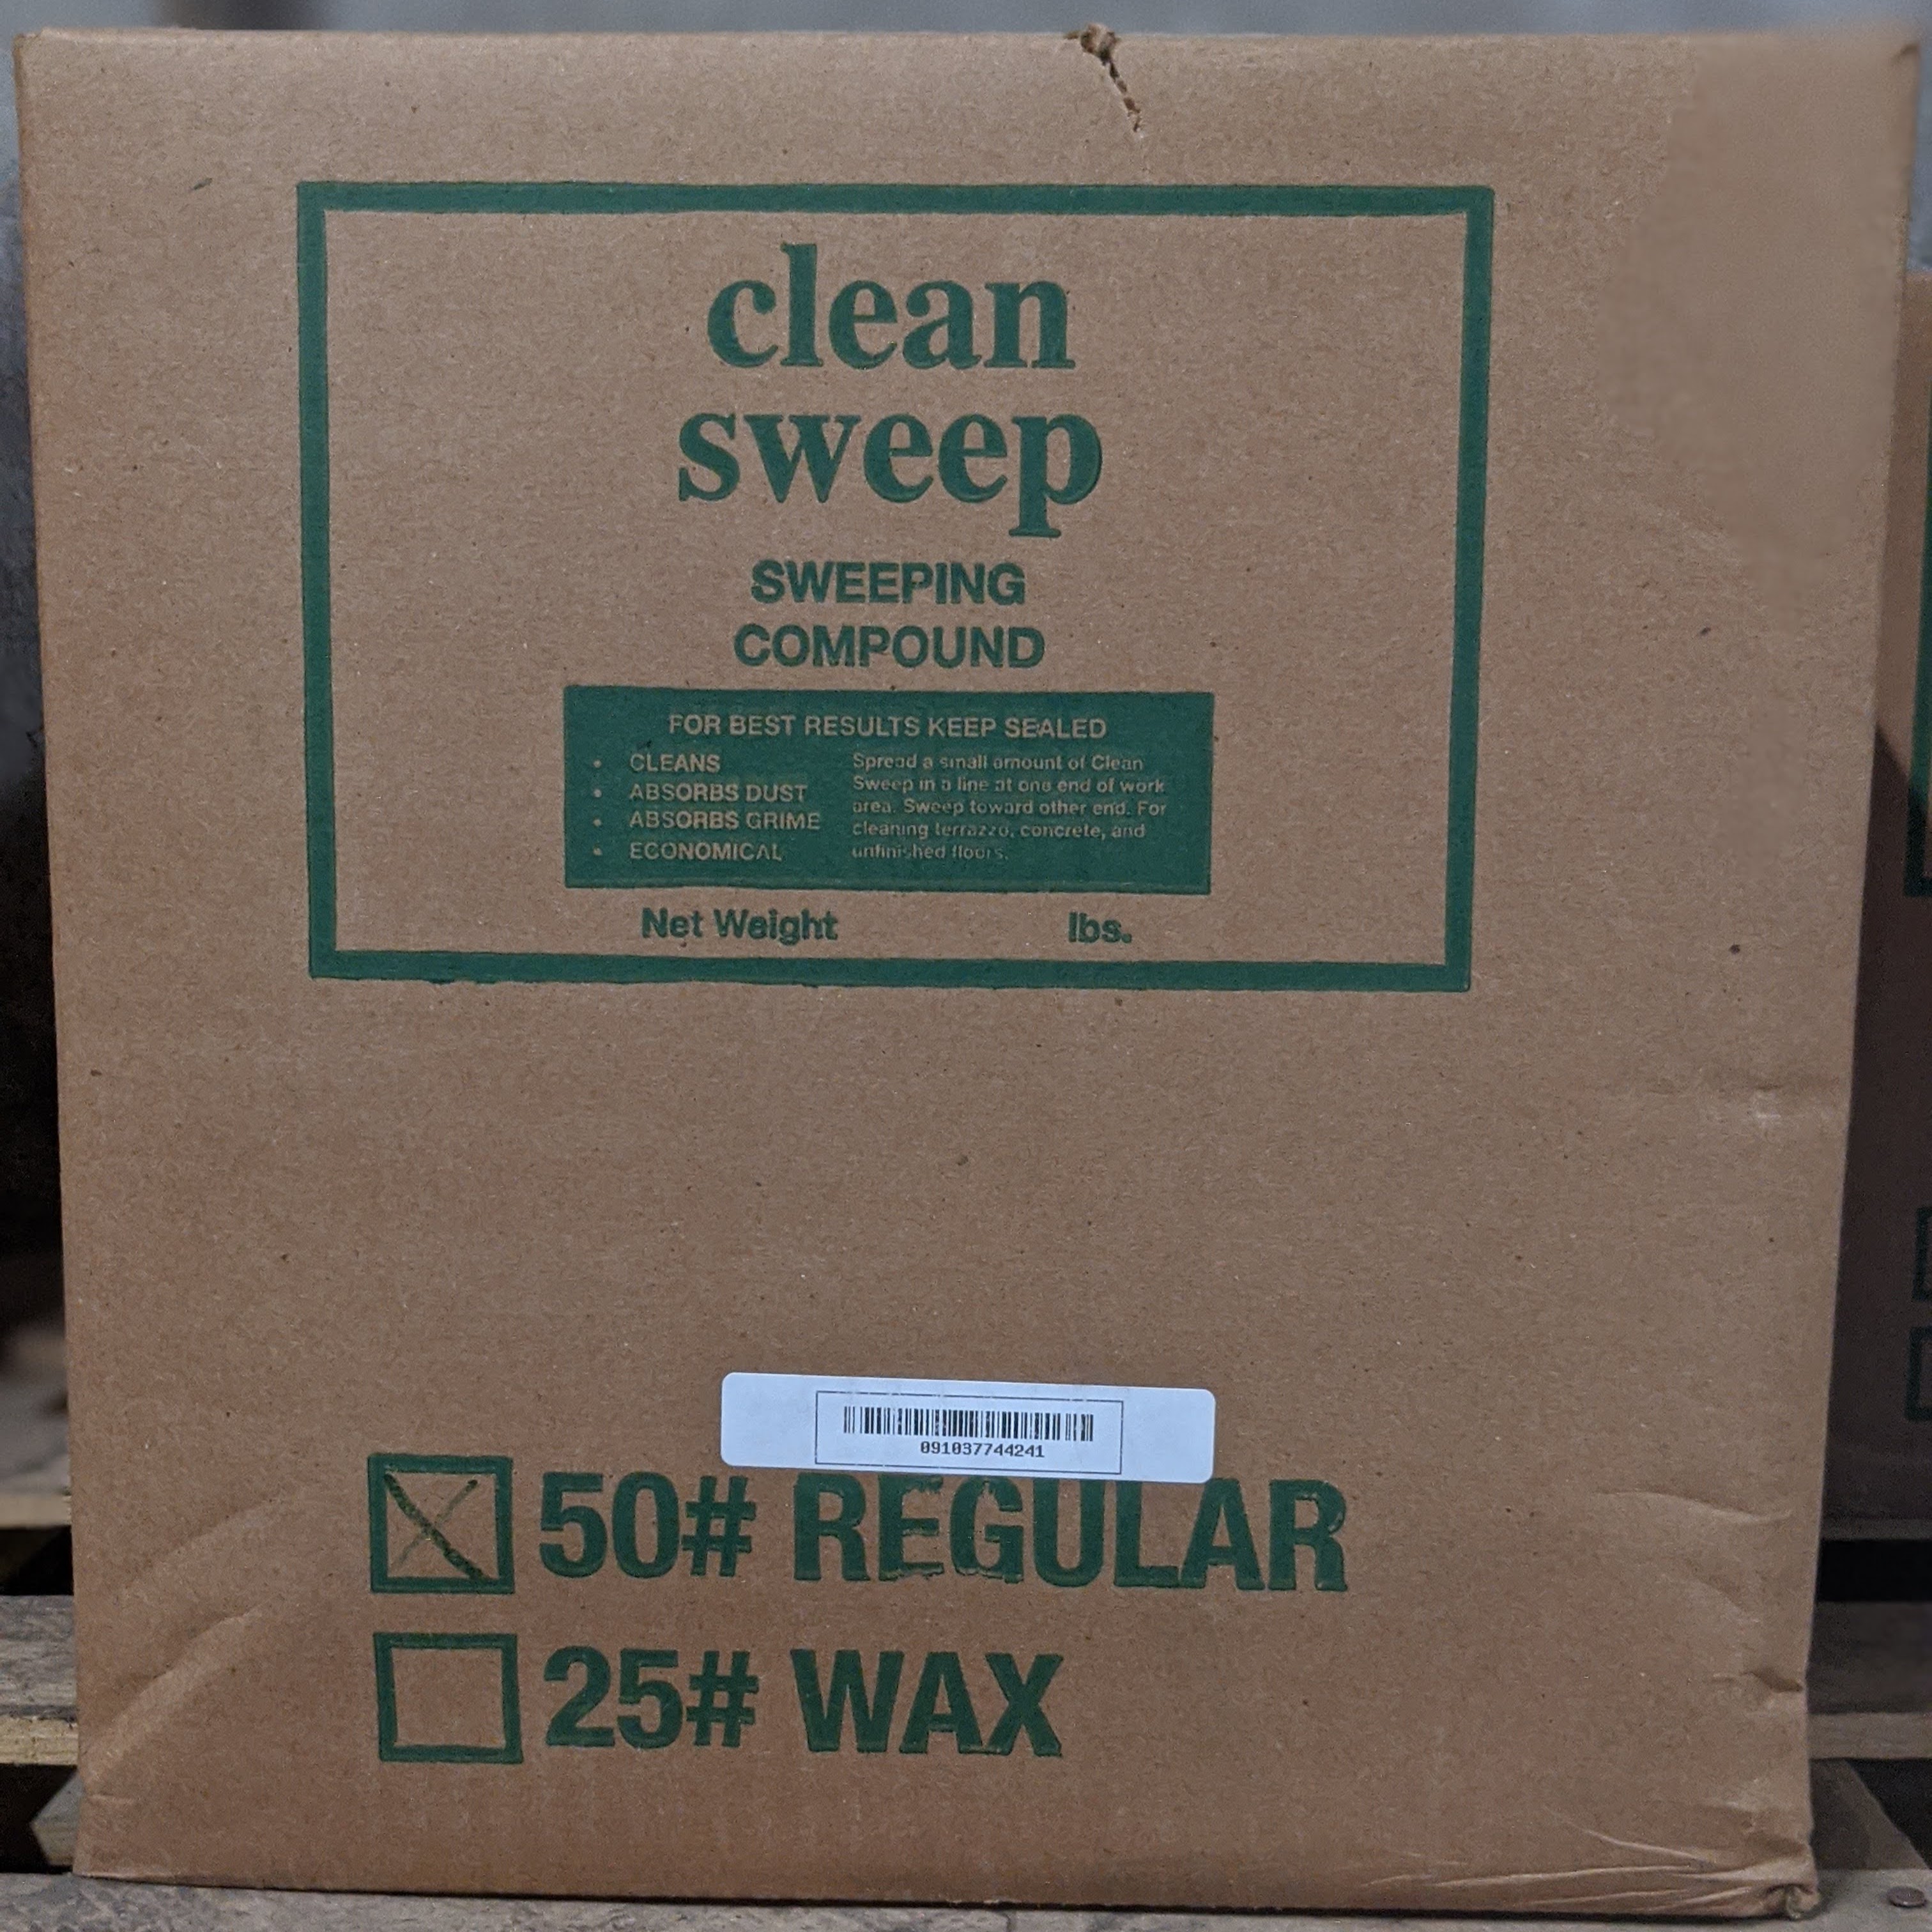 clean
sweep
SWEEPING
COMPOUND
FOR BEST RESULTS KEEP SEALED
• CLEANS
• ABSORBS DUST
• ABSORBS GRIME
• ECONOMICAL
Spread a small amount of Clean
Sweep in a line at one end of work
area. Sweep toward other end. For
cleaning terrazzo, concrete, and
unfinished floors.
Net Weight lbs.
091037744241
50# REGULAR
25# WAX